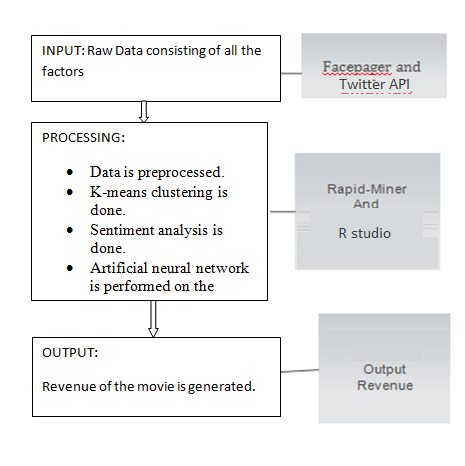 INPUT: Raw Data consisting of all the
factors
Facepager and
Twitter API
PROCESSING:
• Data is preprocessed.
• K-means clustering is
done.
• Sentiment analysis is
done.
• Artificial neural network
is performed on the
Rapid-Miner
And
R studio
OUTPUT:
Revenue of the movie is generated.
Output
Revenue